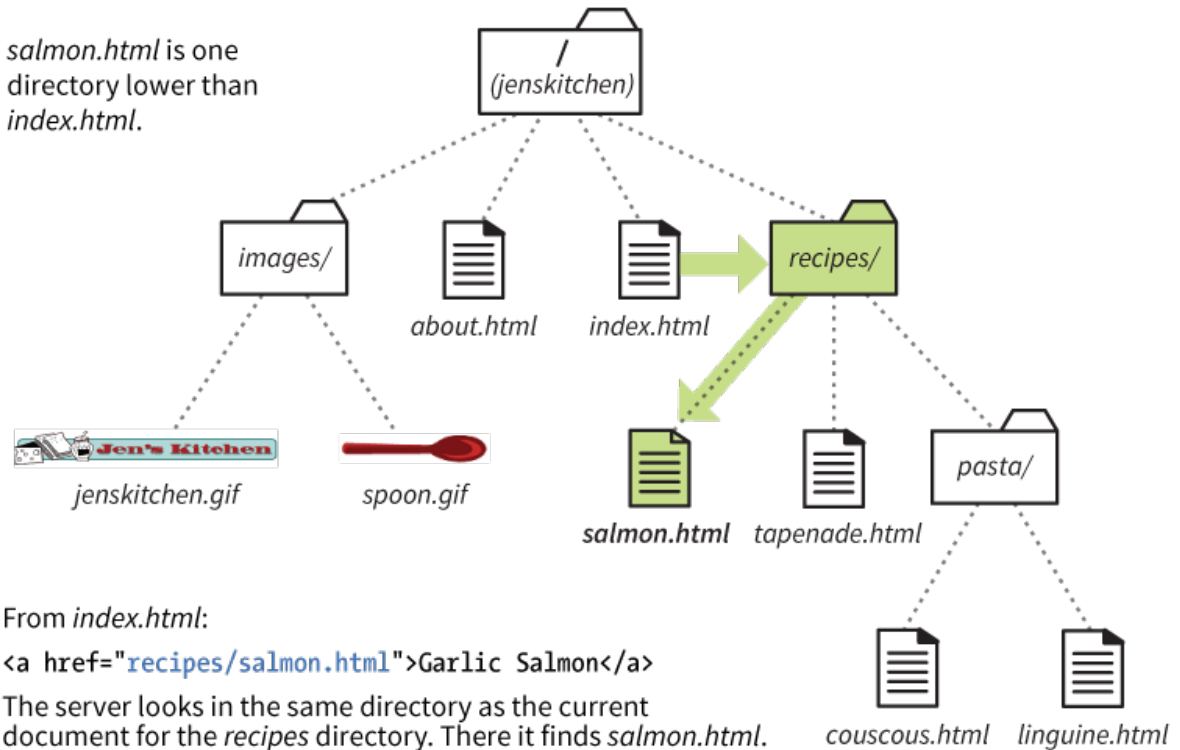 salmon.html is one
directory lower than
index.html.
/
(jenskitchen)
images/
about.html
index.html
recipes/
Jen's Kitchen
jenskitchen.gif
spoon.gif
salmon.html
tapenade.html
pasta/
couscous.html
linguine.html
From index.html:
<a href="recipes/salmon.html">Garlic Salmon</a>
The server looks in the same directory as the current
document for the recipes directory. There it finds salmon.html.